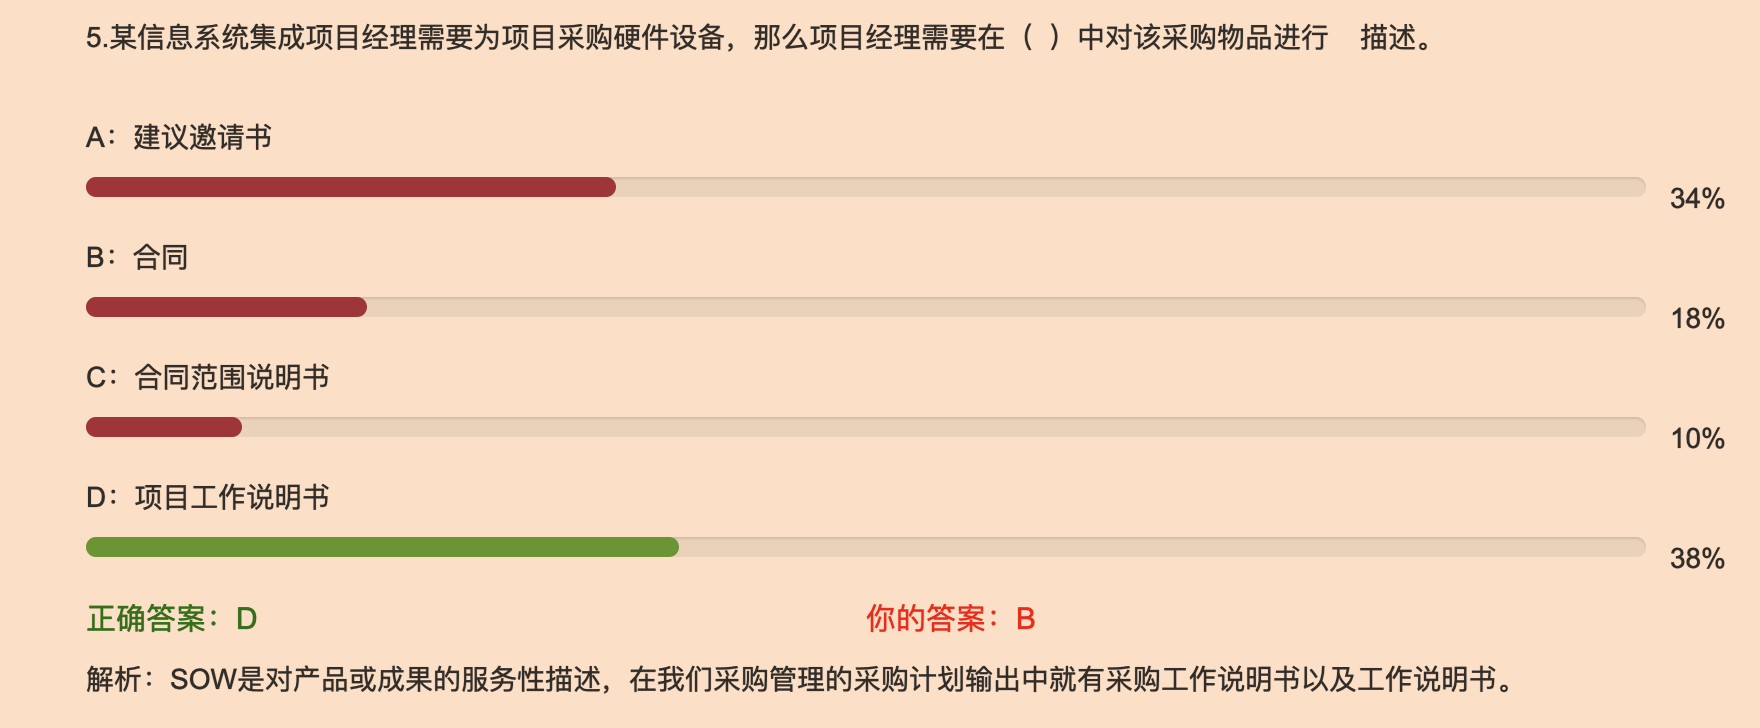 5.某信息系统集成项目经理需要为项目采购硬件设备，那么项目经理需要在（ ）中对该采购物品进行　描述。
A：建议邀请书
34%
B：合同
18%
C：合同范围说明书
10%
D：项目工作说明书
38%
正确答案：D　你的答案：B
解析：SOW是对产品或成果的服务性描述，在我们采购管理的采购计划输出中就有采购工作说明书以及工作说明书。